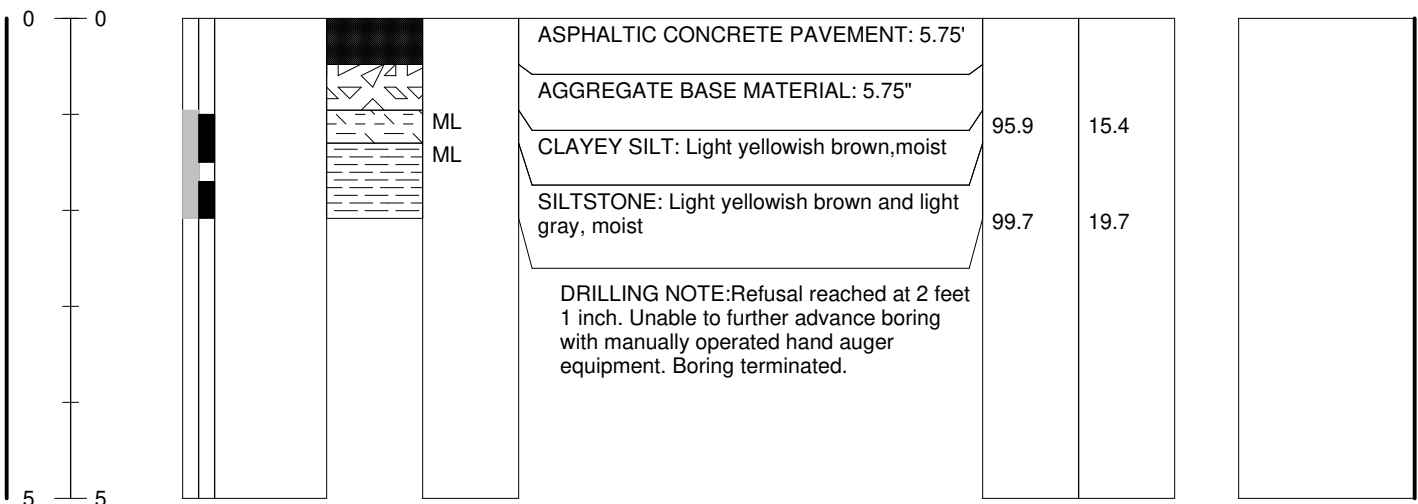 0 0
ASPHALTIC CONCRETE PAVEMENT: 5.75'
AGGREGATE BASE MATERIAL: 5.75"
ML
95.9 15.4
CLAYEY SILT: Light yellowish brown,moist
ML
SILTSTONE: Light yellowish brown and light
gray, moist
99.7 19.7
DRILLING NOTE:Refusal reached at 2 feet
1 inch. Unable to further advance boring
with manually operated hand auger
equipment. Boring terminated.
5 5